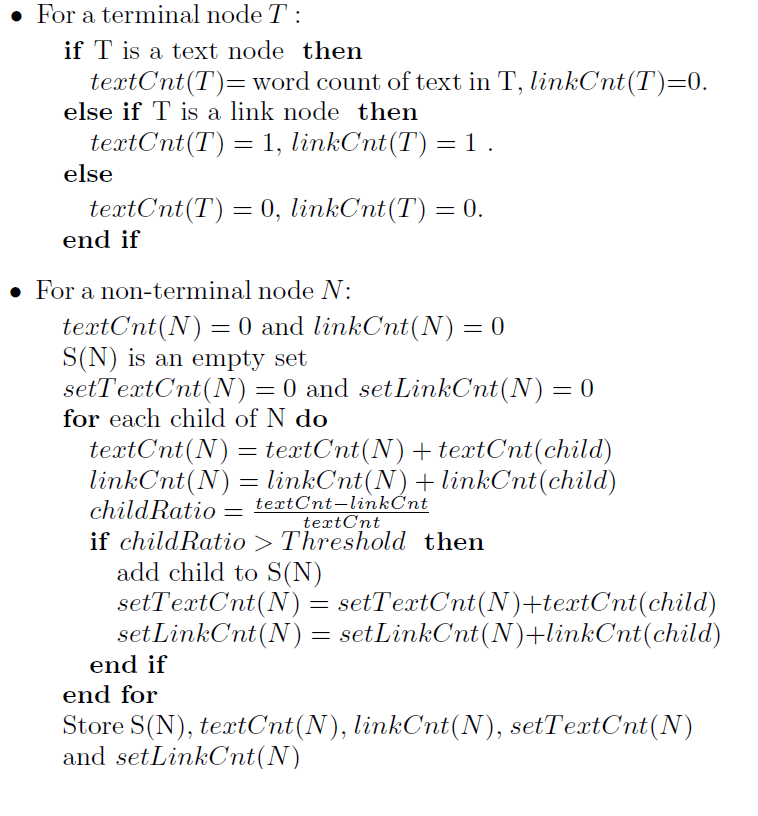 • For a terminal node T :
if T is a text node then
textCnt(T)= word count of text in T, linkCnt(T)=0.
else if T is a link node then
textCnt(T) = 1, linkCnt(T) = 1 .
else
textCnt(T) = 0, linkCnt(T) = 0.
end if
• For a non-terminal node N:
textCnt(N) = 0 and linkCnt(N) = 0
S(N) is an empty set
setTextCnt(N) = 0 and setLinkCnt(N) = 0
for each child of N do
textCnt(N) = textCnt(N) + textCnt(child)
linkCnt(N) = linkCnt(N) + linkCnt(child)
childRatio = \frac{textCnt−linkCnt}{textCnt}
if childRatio > Threshold then
add child to S(N)
setTextCnt(N) = setTextCnt(N)+textCnt(child)
setLinkCnt(N) = setLinkCnt(N)+linkCnt(child)
end if
end for
Store S(N), textCnt(N), linkCnt(N), setTextCnt(N)
and setLinkCnt(N)